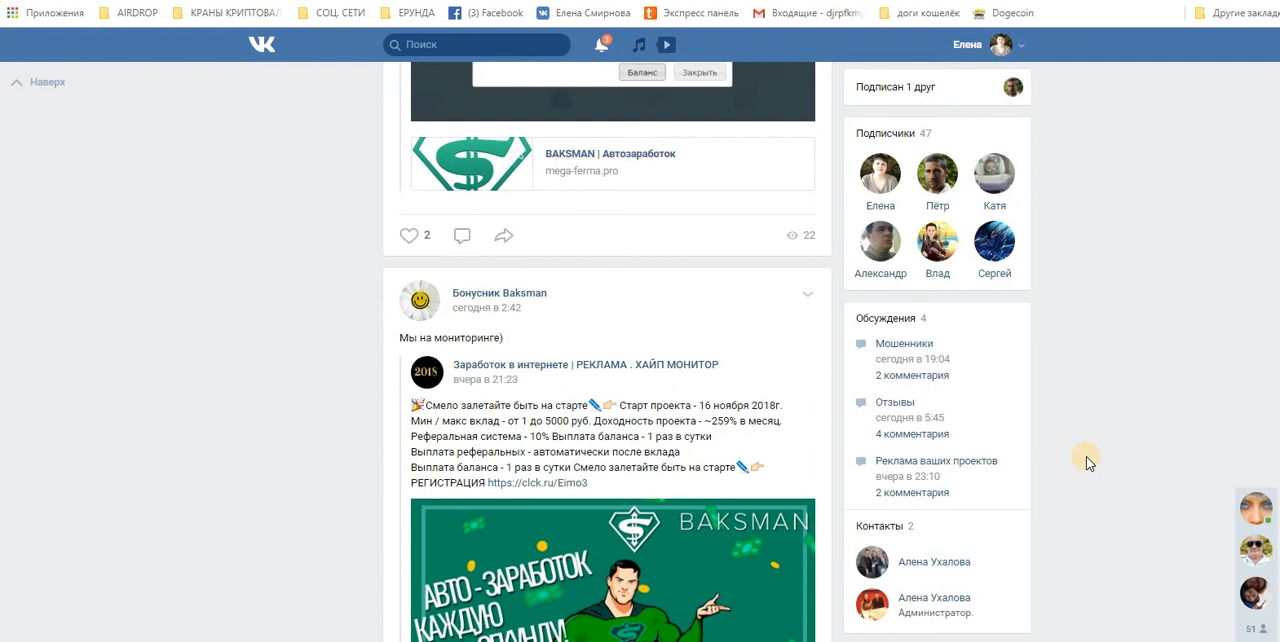 Приложения
AIRDROP
КРАНЫ КРИПТОВАЛ
СОЦ. СЕТИ
ЕРУНДА
(3) Facebook
Елена Смирнова
Экспресс панель
Входящие - djrpfkm
доги кошелёк
Dogecoin
Другие заклад
Поиск
3
Елена
Наверх
Баланс
Закрыть
BAKSMAN | Автозаработок
mega-ferma.pro
2
22
Бонусник Baksman
сегодня в 2:42
Мы на мониторинге)
2018
Заработок в интернете | РЕКЛАМА . ХАЙП МОНИТОР
вчера в 21:23
Смело залетайте быть на старте Старт проекта - 16 ноября 2018г.
Мин / макс вклад - от 1 до 5000 руб. Доходность проекта - ~259% в месяц.
Реферальная система - 10% Выплата баланса - 1 раз в сутки
Выплата реферальных - автоматически после вклада
Выплата баланса - 1 раз в сутки Смело залетайте быть на старте
РЕГИСТРАЦИЯ https://clck.ru/Eimo3
BAKSMAN
АВТО - ЗАРАБОТОК
КАЖДУЮ
Подписан 1 друг
Подписчики 47
Елена
Пётр
Катя
Александр
Влад
Сергей
Обсуждения 4
Мошенники
сегодня в 19:04
2 комментария
Отзывы
сегодня в 5:45
4 комментария
Реклама ваших проектов
вчера в 23:10
2 комментария
Контакты 2
Алена Ухалова
Алена Ухалова
Администратор.
51